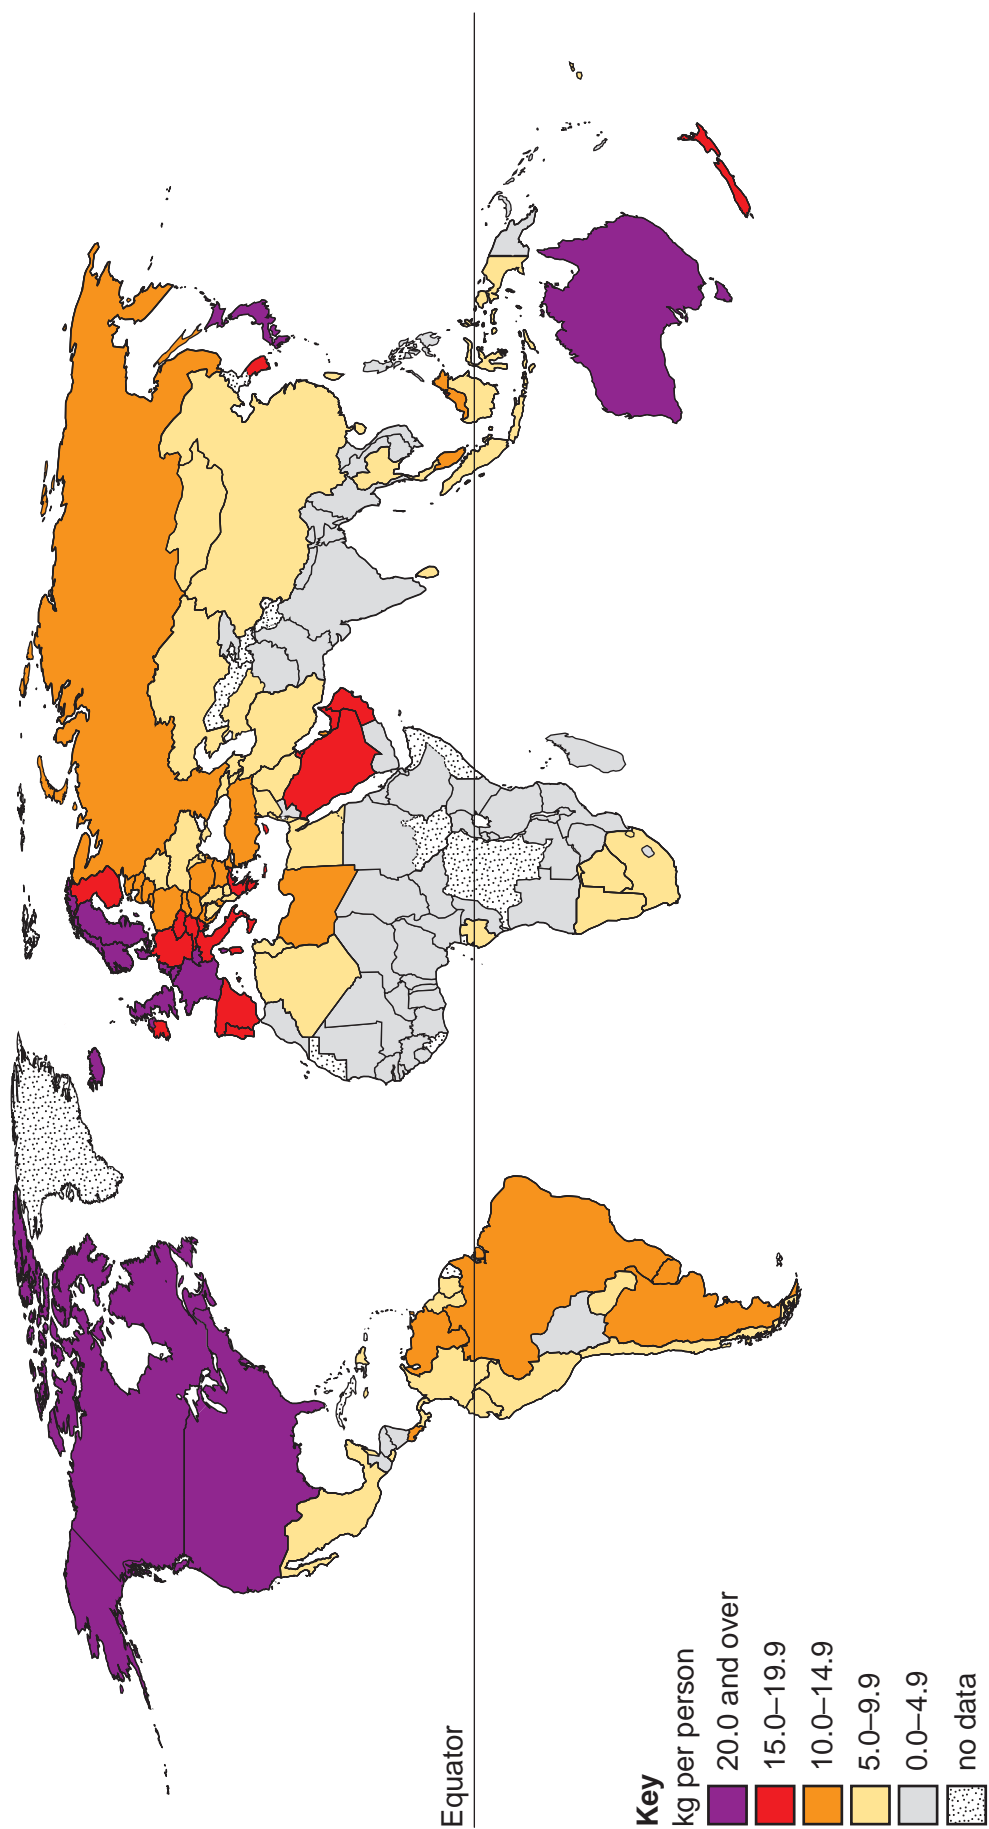 Equator
Key
kg per person
20.0 and over
15.0–19.9
10.0–14.9
5.0–9.9
0.0–4.9
no data